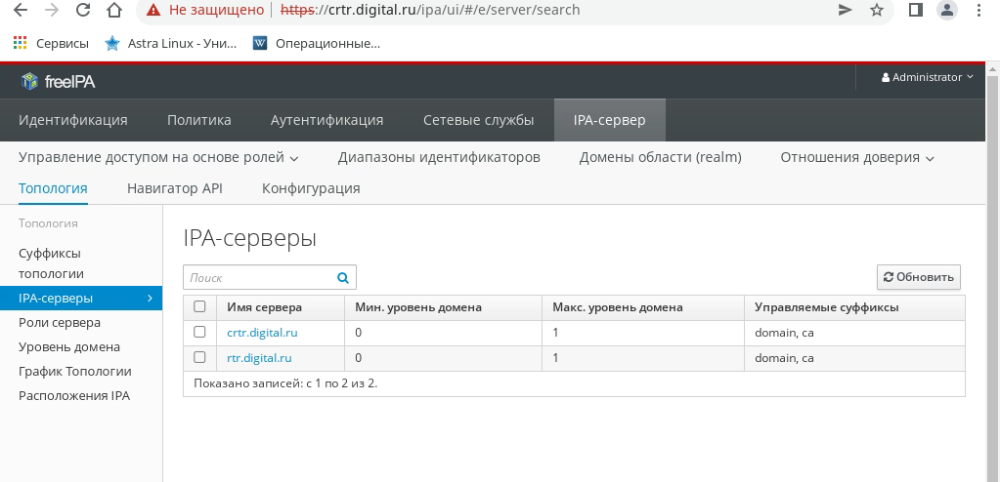 Не защищено https://crtr.digital.ru/ipa/ui/#/e/server/search
Сервисы Astra Linux - Уни... Операционные...
freeIPA Administrator
Идентификация Политика Аутентификация Сетевые службы IPA-сервер
Управление доступом на основе ролей Диапазоны идентификаторов Домены области (realm) Отношения доверия
Топология Навигатор API Конфигурация
Топология
Суффиксы
топологии
IPA-серверы
Роли сервера
Уровень домена
График Топологии
Расположения IPA
IPA-серверы
Поиск Обновить
Имя сервера Мин. уровень домена Макс. уровень домена Управляемые суффиксы
crtr.digital.ru 0 1 domain, ca
rtr.digital.ru 0 1 domain, ca
Показано записей: с 1 по 2 из 2.